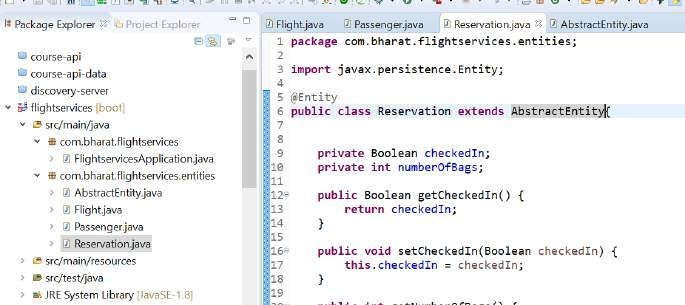 Package Explorer
Project Explorer
course-api
course-api-data
discovery-server
flightservices [boot]
src/main/java
com.bharat.flightservices
FlightservicesApplication.java
com.bharat.flightservices.entities
AbstractEntity.java
Flight.java
Passenger.java
Reservation.java
src/main/resources
src/test/java
JRE System Library [JavaSE-1.8]
Flight.java
Passenger.java
Reservation.java
AbstractEntity.java
1 package com.bharat.flightservices.entities;
2
3 import javax.persistence.Entity;
4
5 @Entity
6 public class Reservation extends AbstractEntity{
7
8
9 private Boolean checkedIn;
10 private int numberOfBags;
11
12 public Boolean getCheckedIn() {
13 return checkedIn;
14 }
15
16 public void setCheckedIn(Boolean checkedIn) {
17 this.checkedIn = checkedIn;
18 }
19